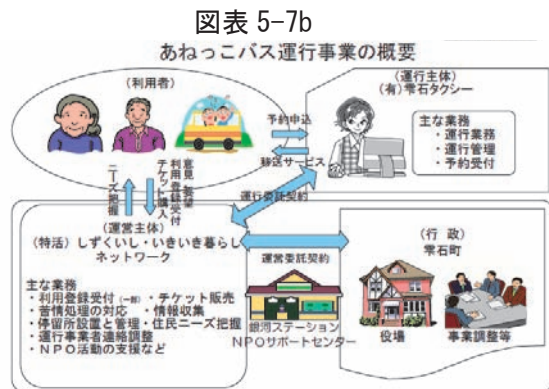 図表 5-7b
あねっこバス運行事業の概要
（利用者）
（運行主体）
（有）雫石タクシー
主な業務
・運行業務
・運行管理
・予約受付
予約申込
移送サービス
運行委託契約
ニーズ把握
チケット購入
利用登録受付
意見、要望
（運営主体）
（特活）しずくいし・いきいき暮らし
ネットワーク
主な業務
・利用登録受付（一部）・チケット販売
・苦情処理の対応 ・情報収集
・停留所設置と管理・住民ニーズ把握
・運行事業者連絡調整
・ＮＰＯ活動の支援など
運営委託契約
銀河ステーション
ＮＰＯサポートセンター
（行政）
雫石町
役場
事業調整等